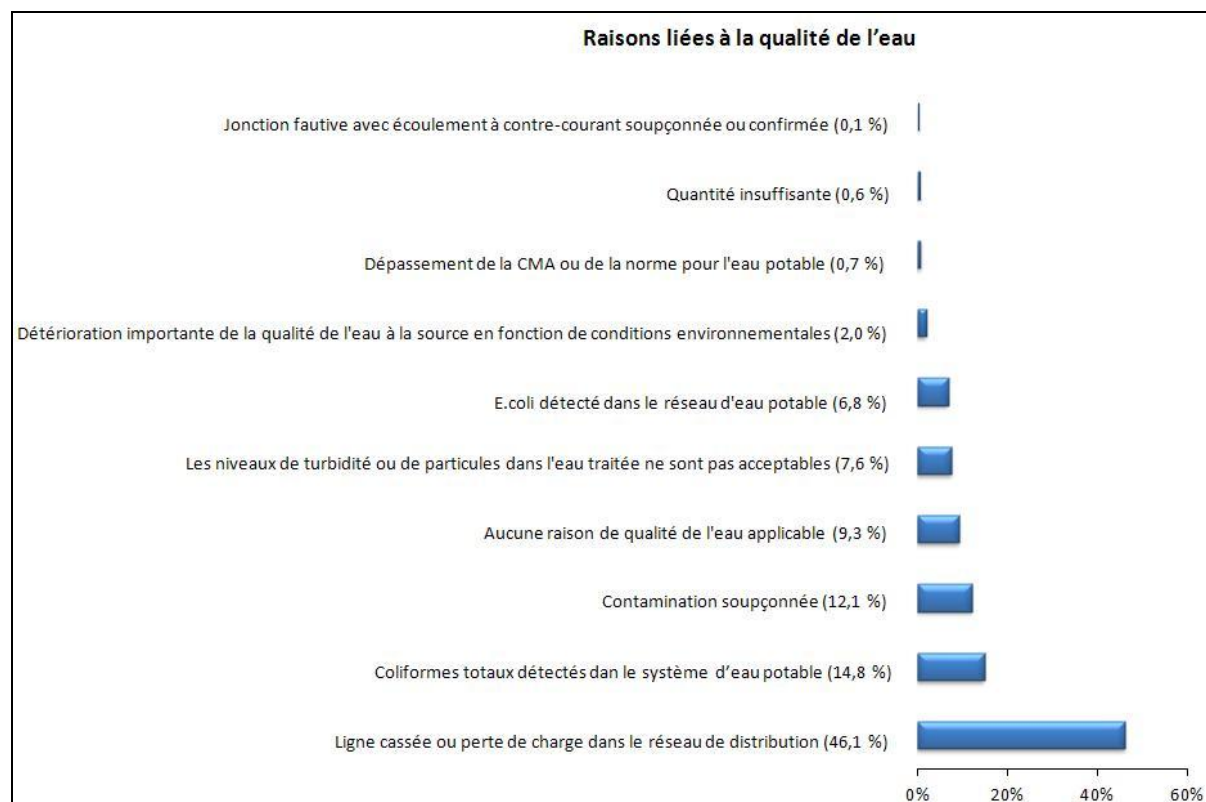 Raisons liées à la qualité de l’eau
Jonction fautive avec écoulement à contre-courant soupçonnée ou confirmée (0,1 %)
Quantité insuffisante (0,6 %)
Dépassement de la CMA ou de la norme pour l'eau potable (0,7 %)
Détérioration importante de la qualité de l'eau à la source en fonction de conditions environnementales (2,0 %)
E.coli détecté dans le réseau d'eau potable (6,8 %)
Les niveaux de turbidité ou de particules dans l'eau traitée ne sont pas acceptables (7,6 %)
Aucune raison de qualité de l'eau applicable (9,3 %)
Contamination soupçonnée (12,1 %)
Coliformes totaux détectés dan le système d’eau potable (14,8 %)
Ligne cassée ou perte de charge dans le réseau de distribution (46,1 %)
0% 20% 40% 60%